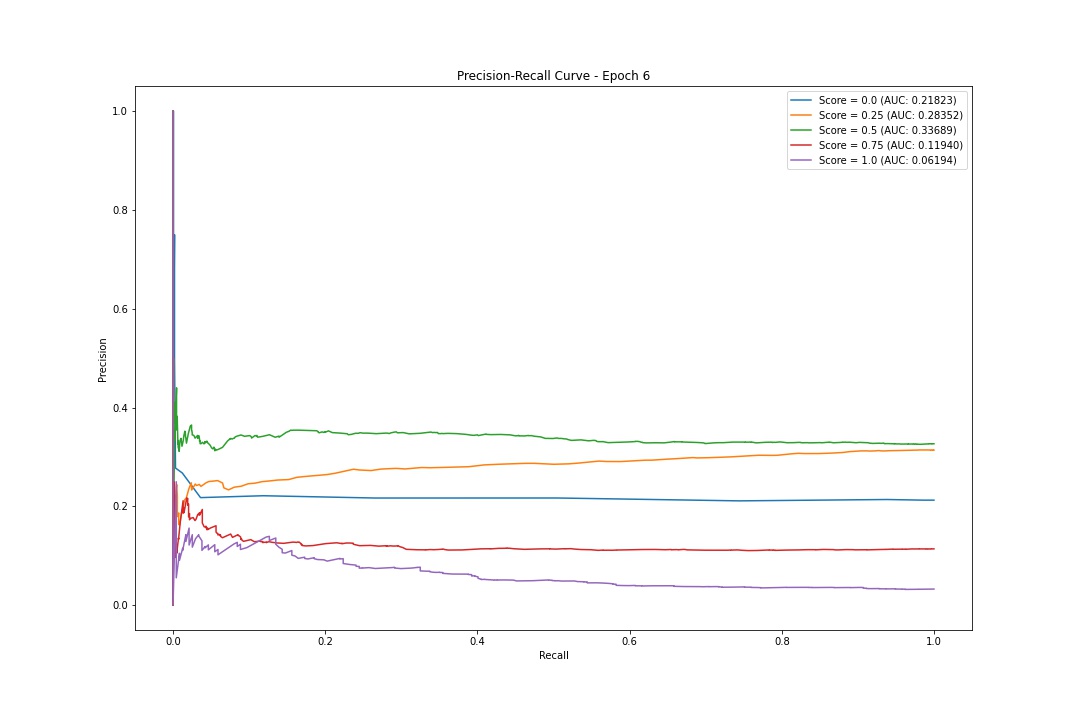 Precision-Recall Curve - Epoch 6
Score = 0.0 (AUC: 0.21823)
Score = 0.25 (AUC: 0.28352)
Score = 0.5 (AUC: 0.33689)
Score = 0.75 (AUC: 0.11940)
Score = 1.0 (AUC: 0.06194)
1.0
0.8
0.6
0.4
0.2
0.0
Precision
0.0 0.2 0.4 0.6 0.8 1.0
Recall